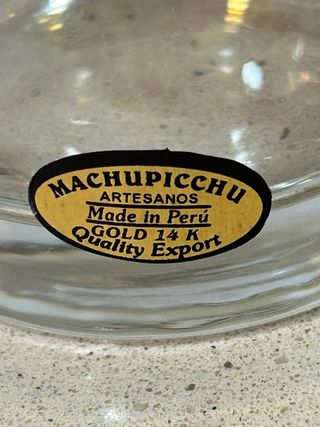 MACHUPICCHU
ARTESANOS
Made in Perú
GOLD 14 K
Quality Export